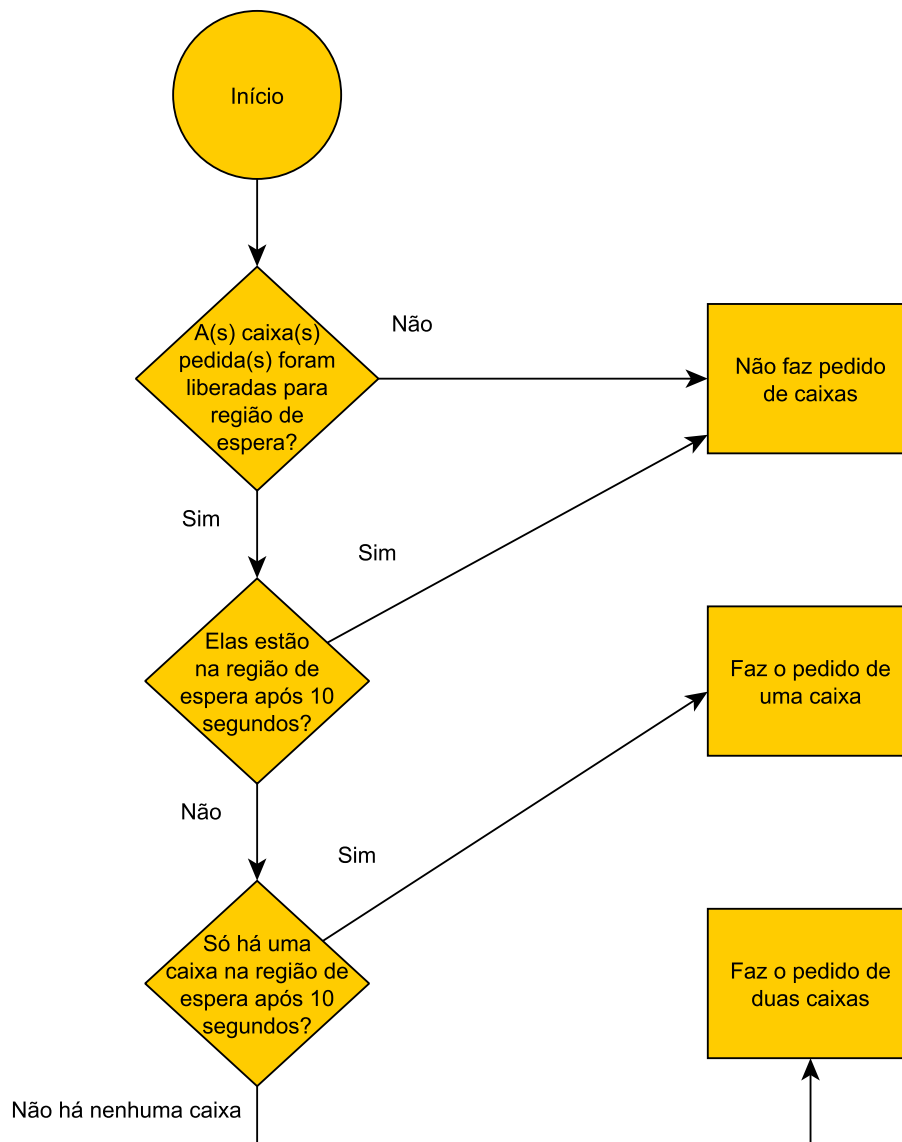 Início
A(s) caixa(s)
pedida(s) foram
liberadas para
região de
espera?
Não
Não faz pedido
de caixas
Sim
Sim
Elas estão
na região de
espera após 10
segundos?
Faz o pedido de
uma caixa
Não
Sim
Só há uma
caixa na região de
espera após 10
segundos?
Faz o pedido de
duas caixas
Não há nenhuma caixa